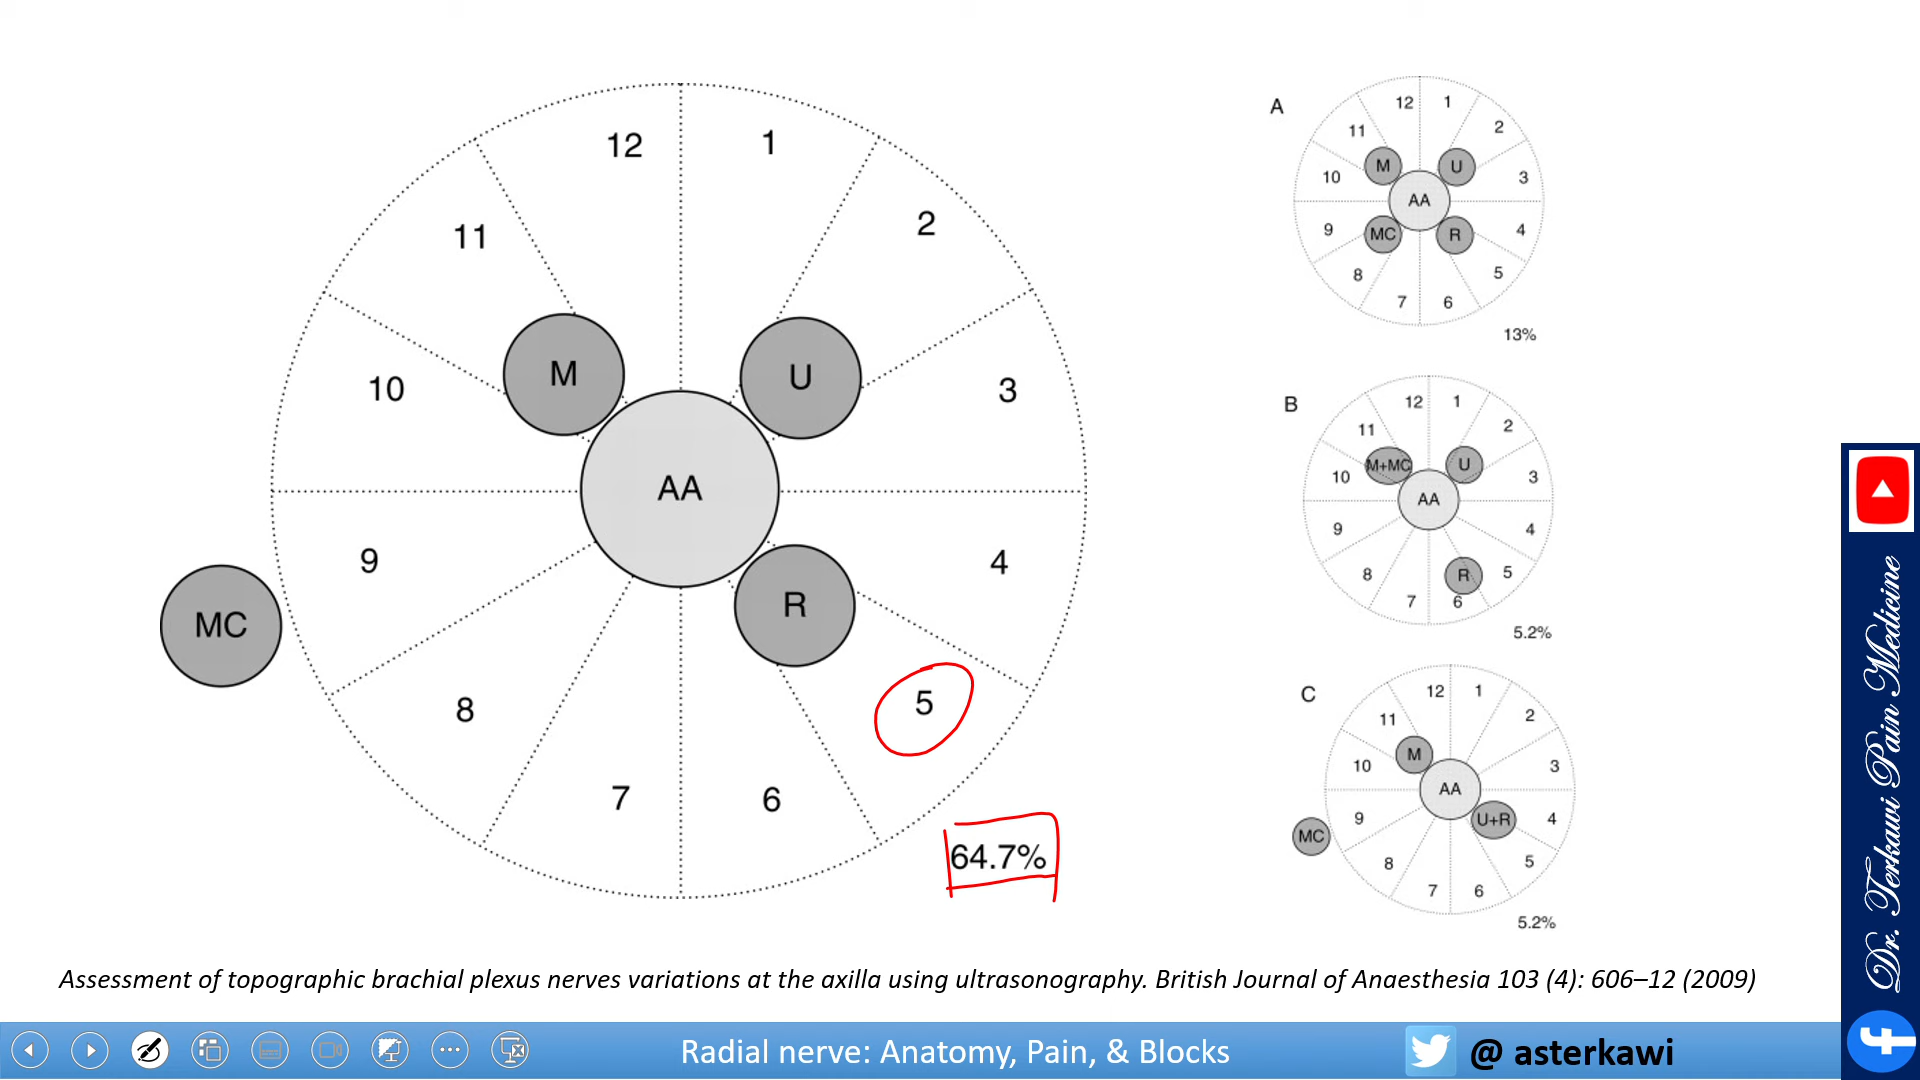 12
1
11
2
M
U
10
3
AA
9
4
MC
R
8
5
7
6
64.7%
A
12
1
11
2
M
U
10
3
AA
9
MC
R
4
8
5
7
6
13%
B
12
1
11
2
M+MC
U
10
3
AA
9
4
8
R
5
7
6
5.2%
C
12
1
11
2
M
10
3
AA
9
U+R
4
MC
8
5
7
6
5.2%
Assessment of topographic brachial plexus nerves variations at the axilla using ultrasonography. British Journal of Anaesthesia 103 (4): 606–12 (2009)
Radial nerve: Anatomy, Pain, & Blocks
@ asterkawi
Dr. Terkawi Pain Medicine